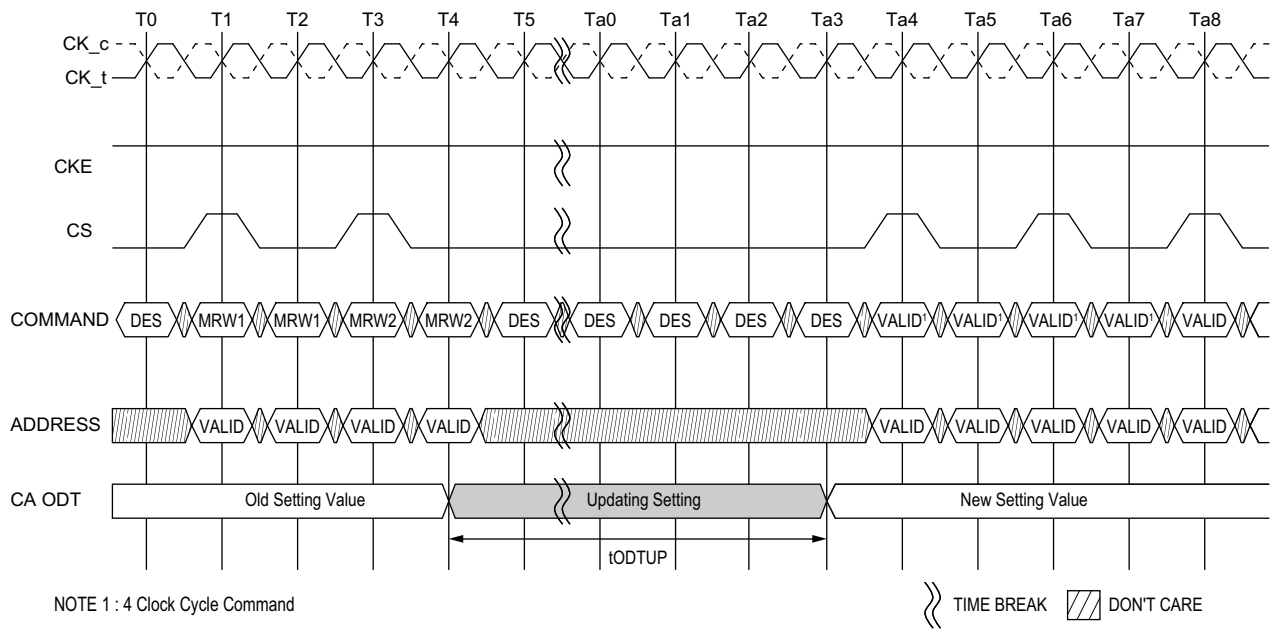 T0 T1 T2 T3 T4 T5 Ta0 Ta1 Ta2 Ta3 Ta4 Ta5 Ta6 Ta7 Ta8
CK_c
CK_t
CKE
CS
COMMAND DES MRW1 MRW1 MRW2 MRW2 DES DES DES DES DES VALID¹ VALID¹ VALID¹ VALID¹ VALID
ADDRESS VALID VALID VALID VALID VALID VALID VALID VALID VALID
CA ODT Old Setting Value Updating Setting New Setting Value
tODTUP
NOTE 1 : 4 Clock Cycle Command TIME BREAK DON'T CARE